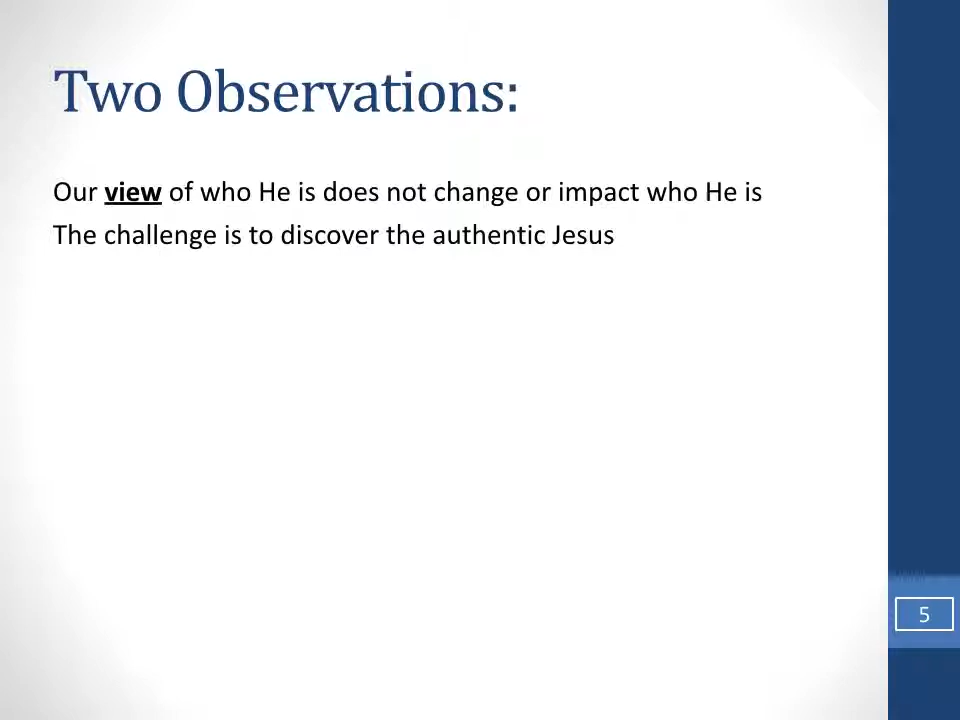 Two Observations:
Our view of who He is does not change or impact who He is
The challenge is to discover the authentic Jesus
5